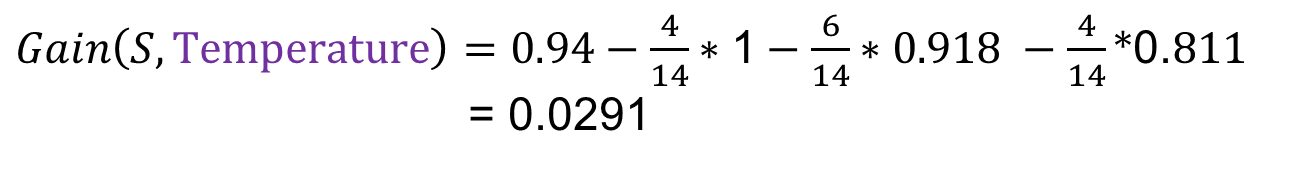 Gain(S, Temperature) = 0.94 − 4/14 * 1 − 6/14 * 0.918 − 4/14 *0.811
= 0.0291